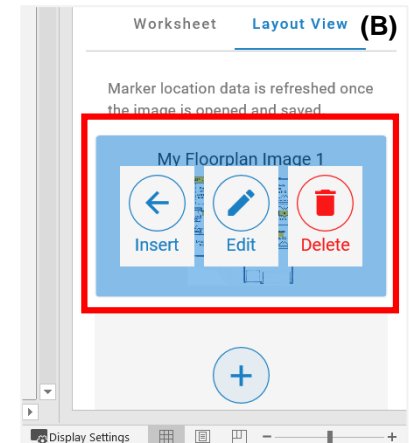 Worksheet Layout View (B)
Marker location data is refreshed once
the image is opened and saved
My Floorplan Image 1
Insert Edit Delete
Display Settings